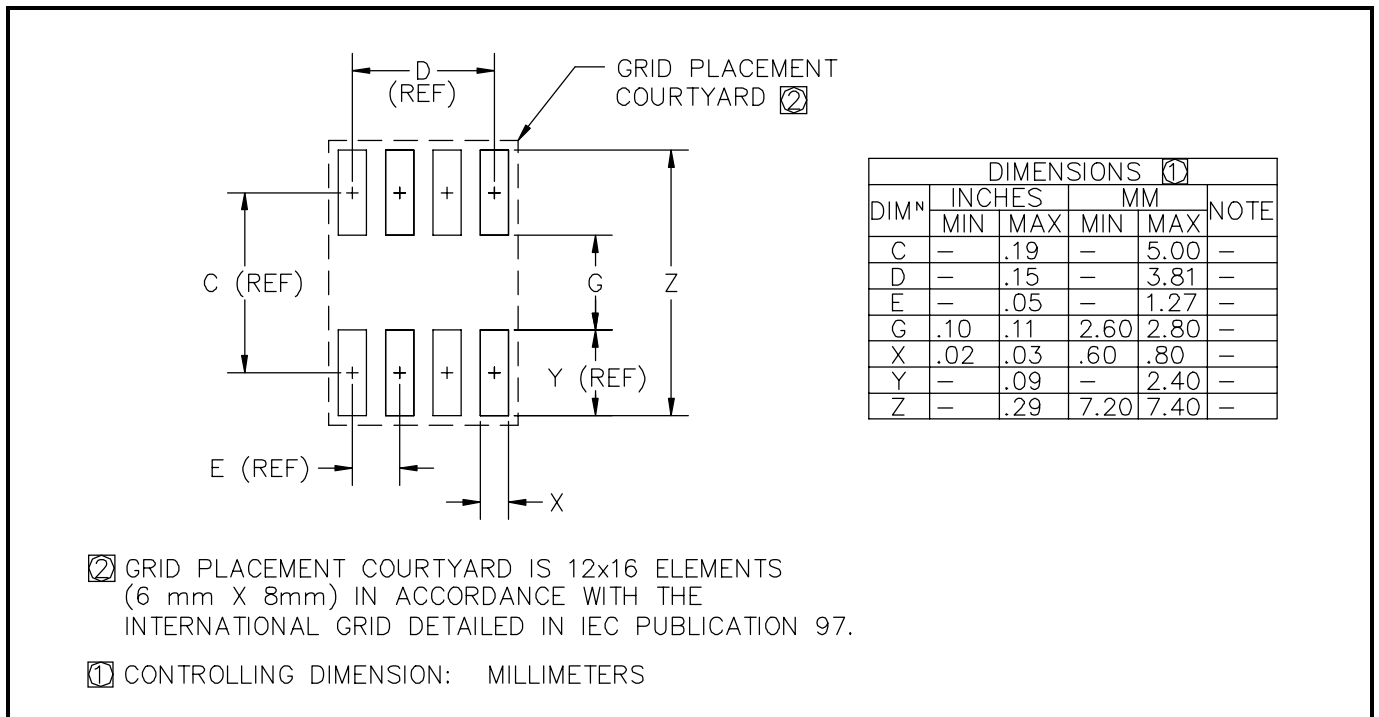 D
(REF)
GRID PLACEMENT
COURTYARD 2
C (REF)
G
Z
Y (REF)
E (REF)
X
DIMENSIONS 1
DIMᴺ INCHES MM NOTE
MIN MAX MIN MAX
C – .19 – 5.00 –
D – .15 – 3.81 –
E – .05 – 1.27 –
G .10 .11 2.60 2.80 –
X .02 .03 .60 .80 –
Y – .09 – 2.40 –
Z – .29 7.20 7.40 –
2 GRID PLACEMENT COURTYARD IS 12x16 ELEMENTS
(6 mm X 8mm) IN ACCORDANCE WITH THE
INTERNATIONAL GRID DETAILED IN IEC PUBLICATION 97.
1 CONTROLLING DIMENSION: MILLIMETERS